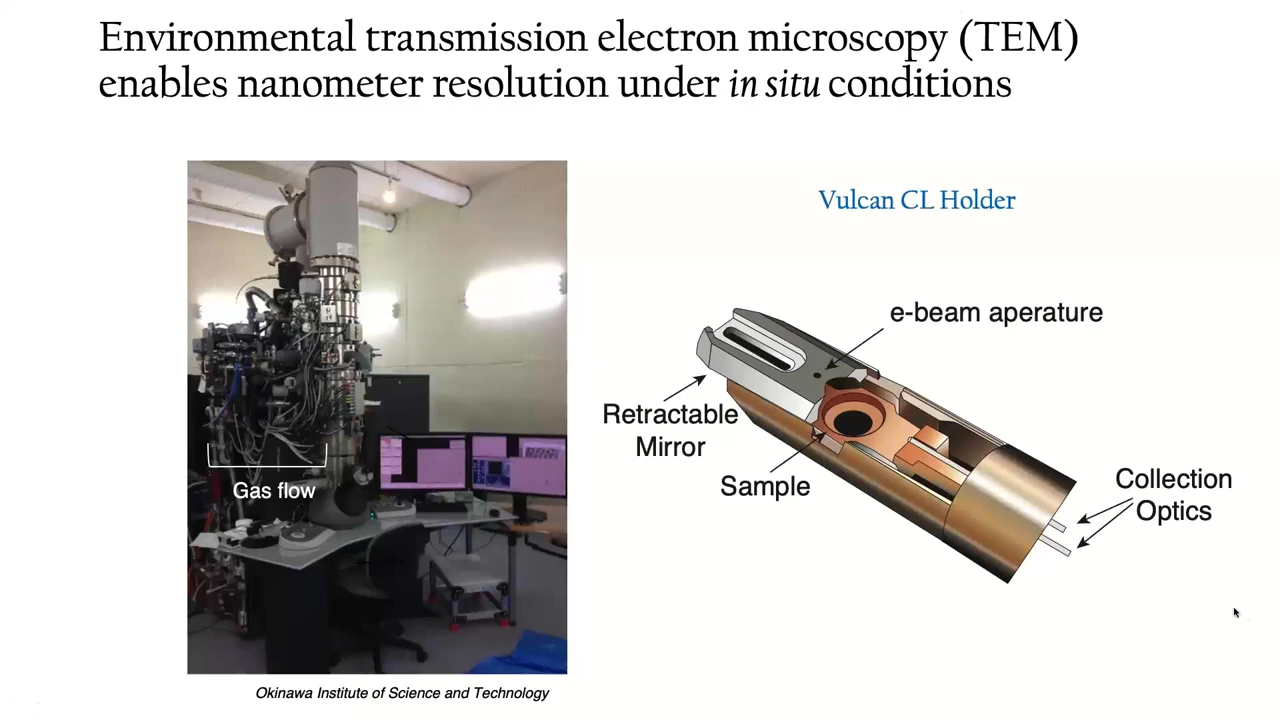 Environmental transmission electron microscopy (TEM)
enables nanometer resolution under in situ conditions
Vulcan CL Holder
e-beam aperature
Retractable
Mirror
Sample
Collection
Optics
Gas flow
Okinawa Institute of Science and Technology